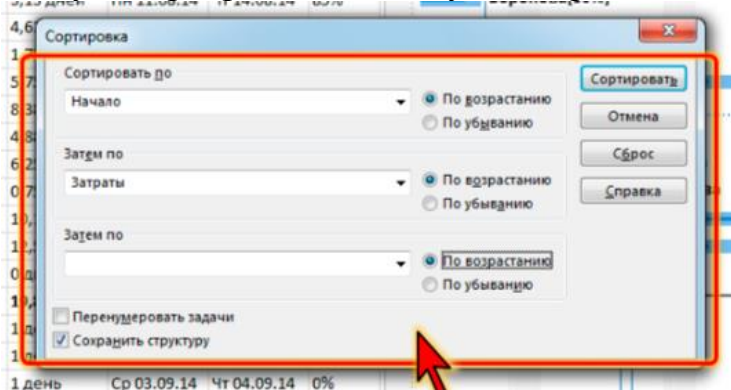 Сортировка
Сортировать по
Начало
По возрастанию
По убыванию
Сортировать
Отмена
Затем по
Затраты
По возрастанию
По убыванию
Сброс
Справка
Затем по
По возрастанию
По убыванию
Перенумеровать задачи
Сохранить структуру
1 день Ср 03.09.14 Чт 04.09.14 0%